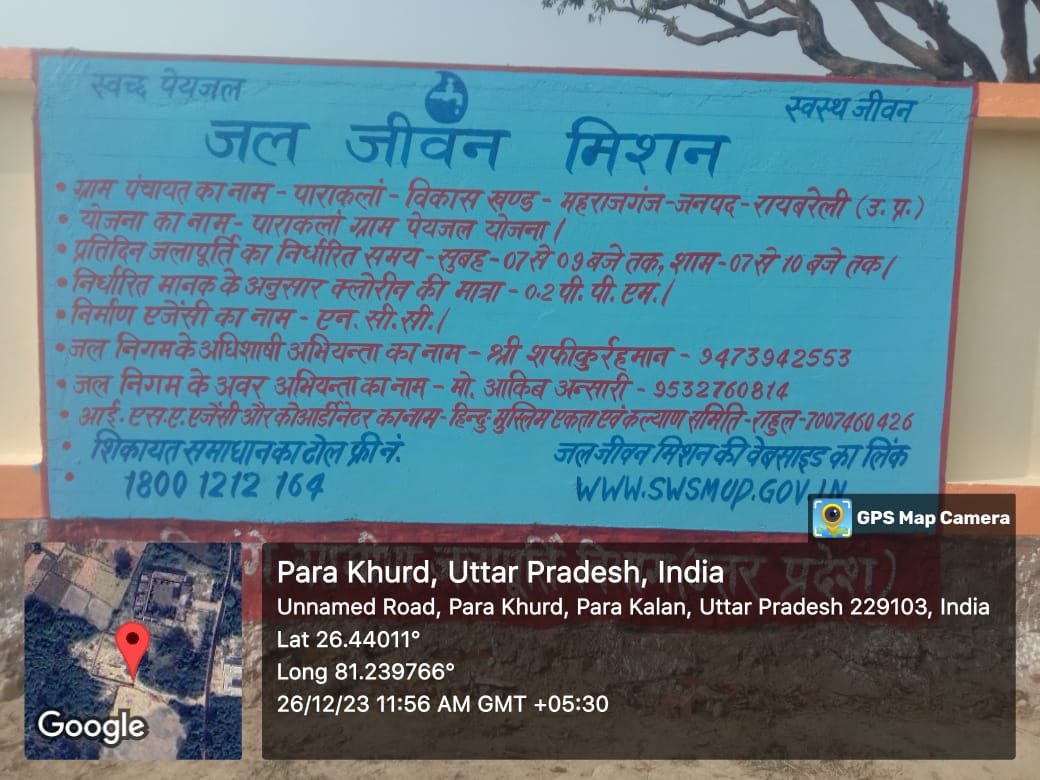 स्वच्छ पेयजल
स्वस्थ जीवन
जल जीवन मिशन
• ग्राम पंचायत का नाम - पाराकलां - विकास खण्ड - महराजगंज-जनपद-रायबरेली (उ.प्र.)
• योजना का नाम - पाराकलां ग्राम पेयजल योजना।
• प्रतिदिन जलापूर्ति का निर्धारित समय - सुबह-07 से 09 बजे तक, शाम-07 से 10 बजे तक।
• निर्धारित मानक के अनुसार क्लोरीन की मात्रा - 0.2 पी. पी. एम.।
• निर्माण एजेंसी का नाम - एन. सी. सी.।
• जल निगम के अधिशाषी अभियन्ता का नाम - श्री शफीकुर्रहमान - 9473942553
• जल निगम के अवर अभियन्ता का नाम - मो. आकिब अन्सारी - 9532760814
• आई. एस. ए. एजेंसी और कोआर्डीनेटर का नाम - हिन्दु मुस्लिम एकता एवं कल्याण समिति - राहुल - 7007460426
• शिकायत समाधान का टोल फ्री नं.
जल जीवन मिशन की वेबसाइड का लिंक
• 1800 1212 164
WWW.SWSMUP.GOV.IN
GPS Map Camera
Para Khurd, Uttar Pradesh, India
Unnamed Road, Para Khurd, Para Kalan, Uttar Pradesh 229103, India
Lat 26.44011°
Long 81.239766°
26/12/23 11:56 AM GMT +05:30
Google